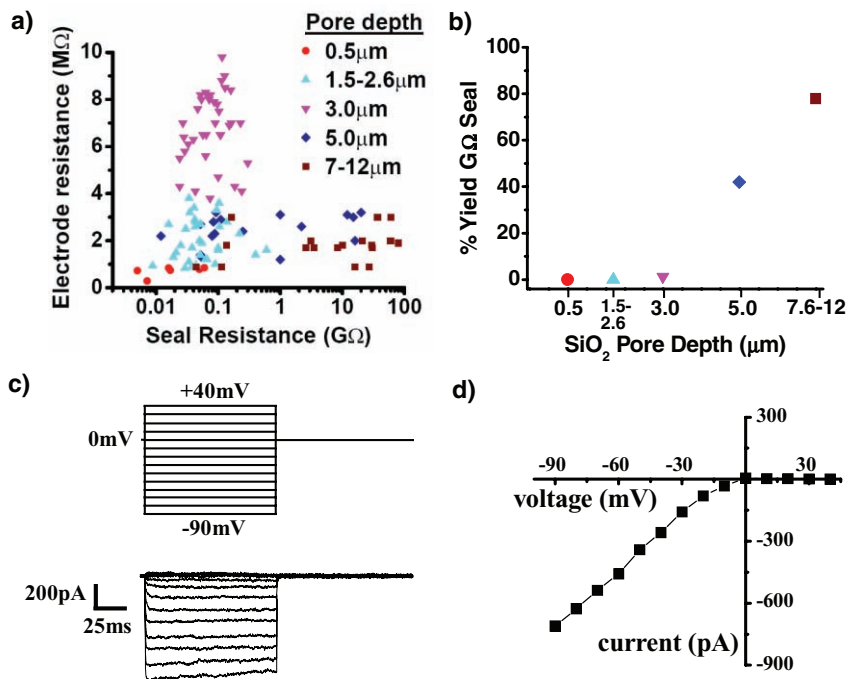 a)
Electrode resistance (MΩ)
10
8
6
4
2
0
0.01
0.1
1
10
100
Seal Resistance (GΩ)
Pore depth
0.5μm
1.5-2.6μm
3.0μm
5.0μm
7-12μm
b)
% Yield GΩ Seal
100
80
60
40
20
0
0.5
1.5-
2.6
3.0
5.0
7.6-12
SiO₂ Pore Depth (μm)
c)
+40mV
0mV
-90mV
200pA
25ms
d)
300
-90 -60 -30 30
voltage (mV)
-300
-600
current (pA)
-900